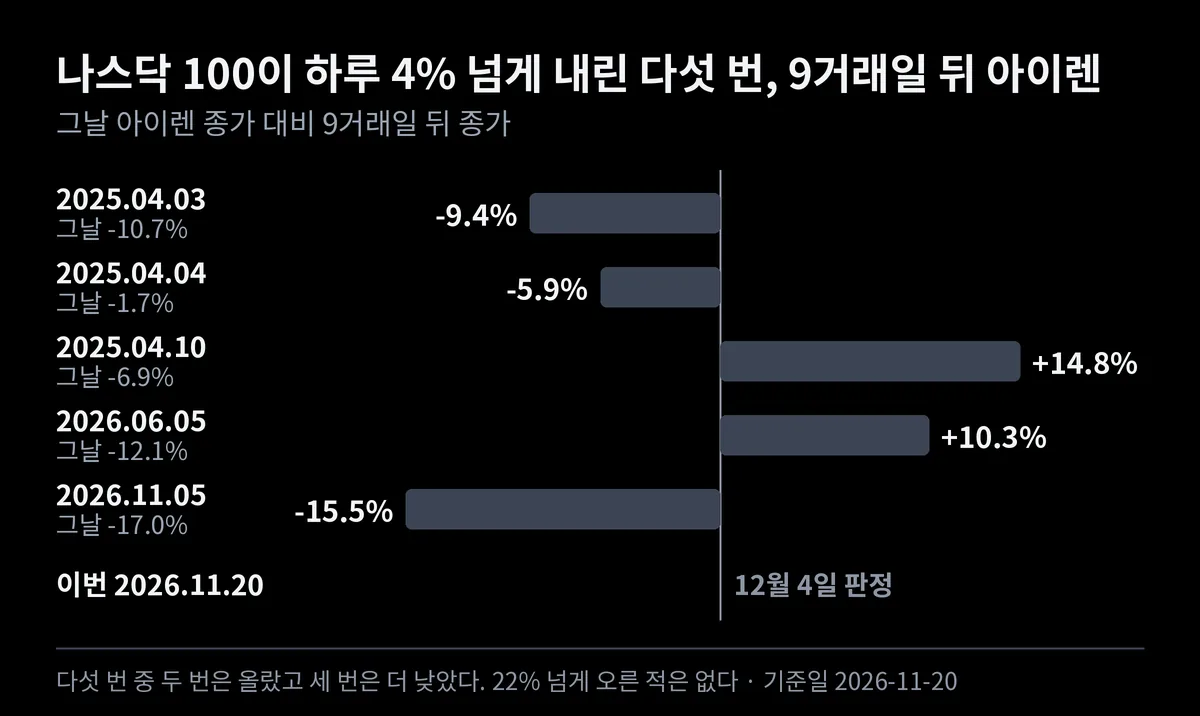 나스닥 100이 하루 4% 넘게 내린 다섯 번, 9거래일 뒤 아이렌
그날 아이렌 종가 대비 9거래일 뒤 종가
2025.04.03
그날 -10.7%
-9.4%
2025.04.04
그날 -1.7%
-5.9%
2025.04.10
그날 -6.9%
+14.8%
2026.06.05
그날 -12.1%
+10.3%
2026.11.05
그날 -17.0%
-15.5%
이번 2026.11.20
12월 4일 판정
다섯 번 중 두 번은 올랐고 세 번은 더 낮았다. 22% 넘게 오른 적은 없다 · 기준일 2026-11-20